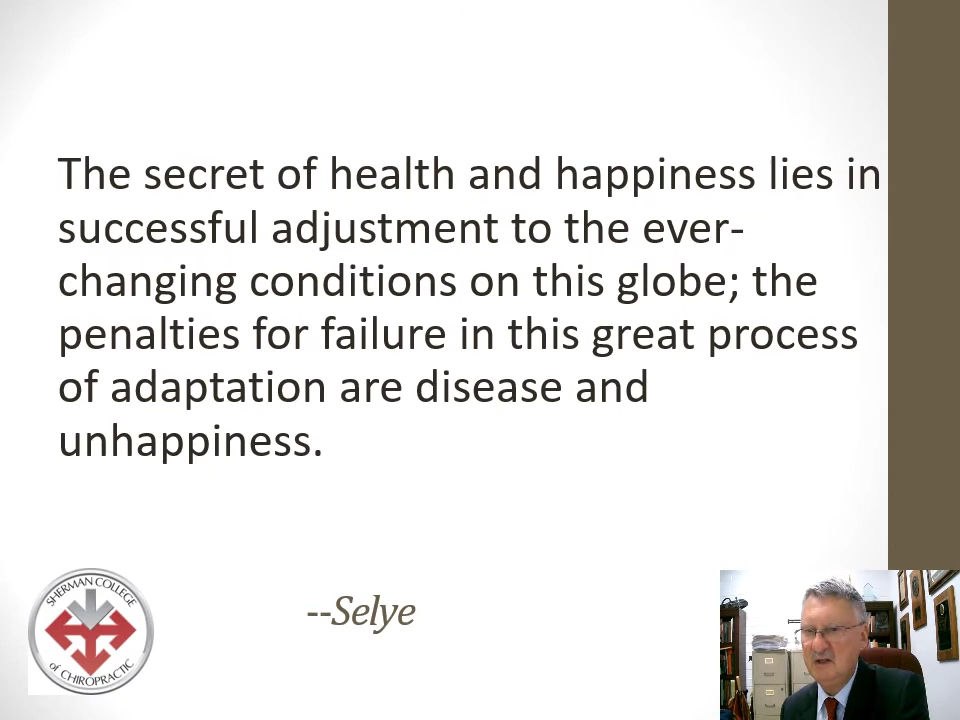 The secret of health and happiness lies in
successful adjustment to the ever-
changing conditions on this globe; the
penalties for failure in this great process
of adaptation are disease and
unhappiness.
--Selye
SHERMAN COLLEGE
of CHIROPRACTIC